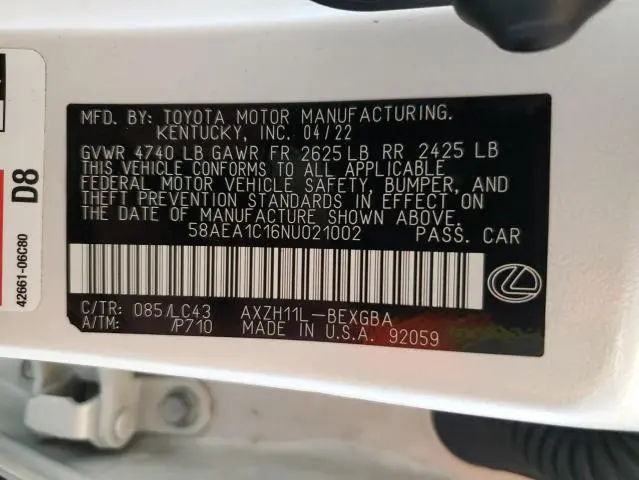 MFD. BY: TOYOTA MOTOR MANUFACTURING.
KENTUCKY, INC. 04/22
GVWR 4740 LB GAWR FR 2625 LB RR 2425 LB
THIS VEHICLE CONFORMS TO ALL APPLICABLE
FEDERAL MOTOR VEHICLE SAFETY, BUMPER, AND
THEFT PREVENTION STANDARDS IN EFFECT ON
THE DATE OF MANUFACTURE SHOWN ABOVE.
58AEA1C16NU021002 PASS. CAR
C/TR: 085/LC43 AXZH11L-BEXGBA
A/TM: /P710 MADE IN U.S.A. 92059
D8
42661-06C80